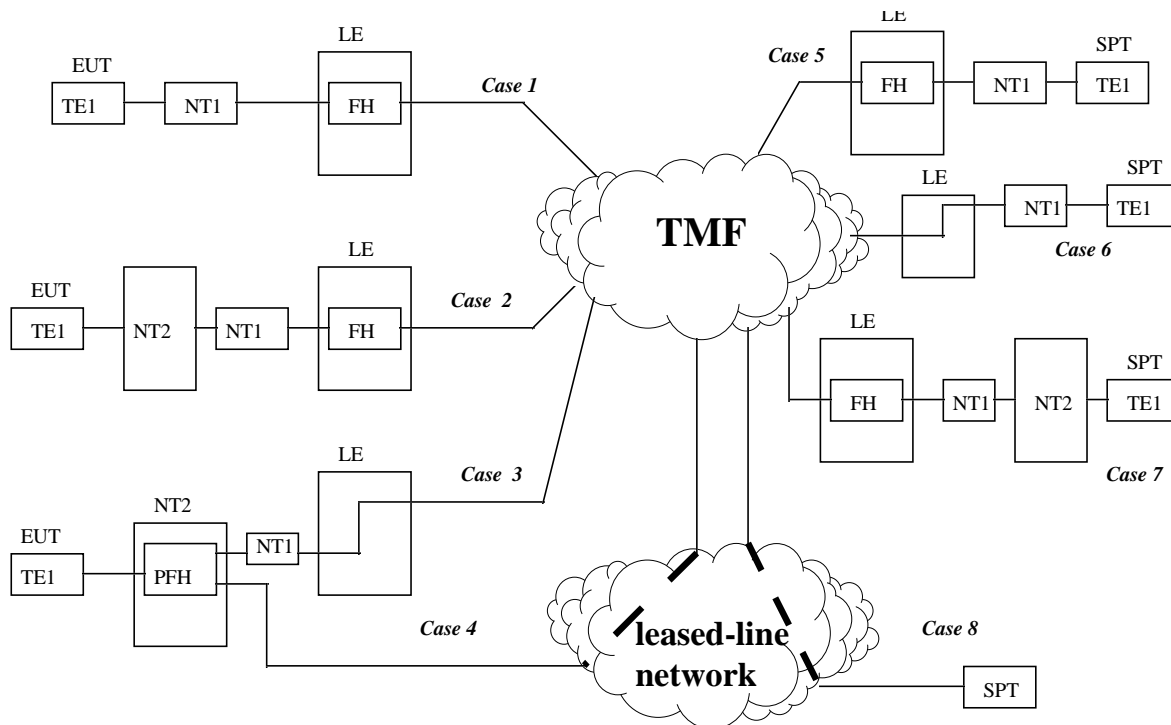 LE
EUT
TE1
NT1
FH
Case 1
LE
Case 5
FH
NT1
SPT
TE1
TMF
LE
NT1
SPT
TE1
Case 6
EUT
TE1
NT2
NT1
LE
FH
Case 2
LE
FH
NT1
NT2
SPT
TE1
Case 7
EUT
TE1
NT2
PFH
NT1
LE
Case 3
Case 4
leased-line
network
Case 8
SPT